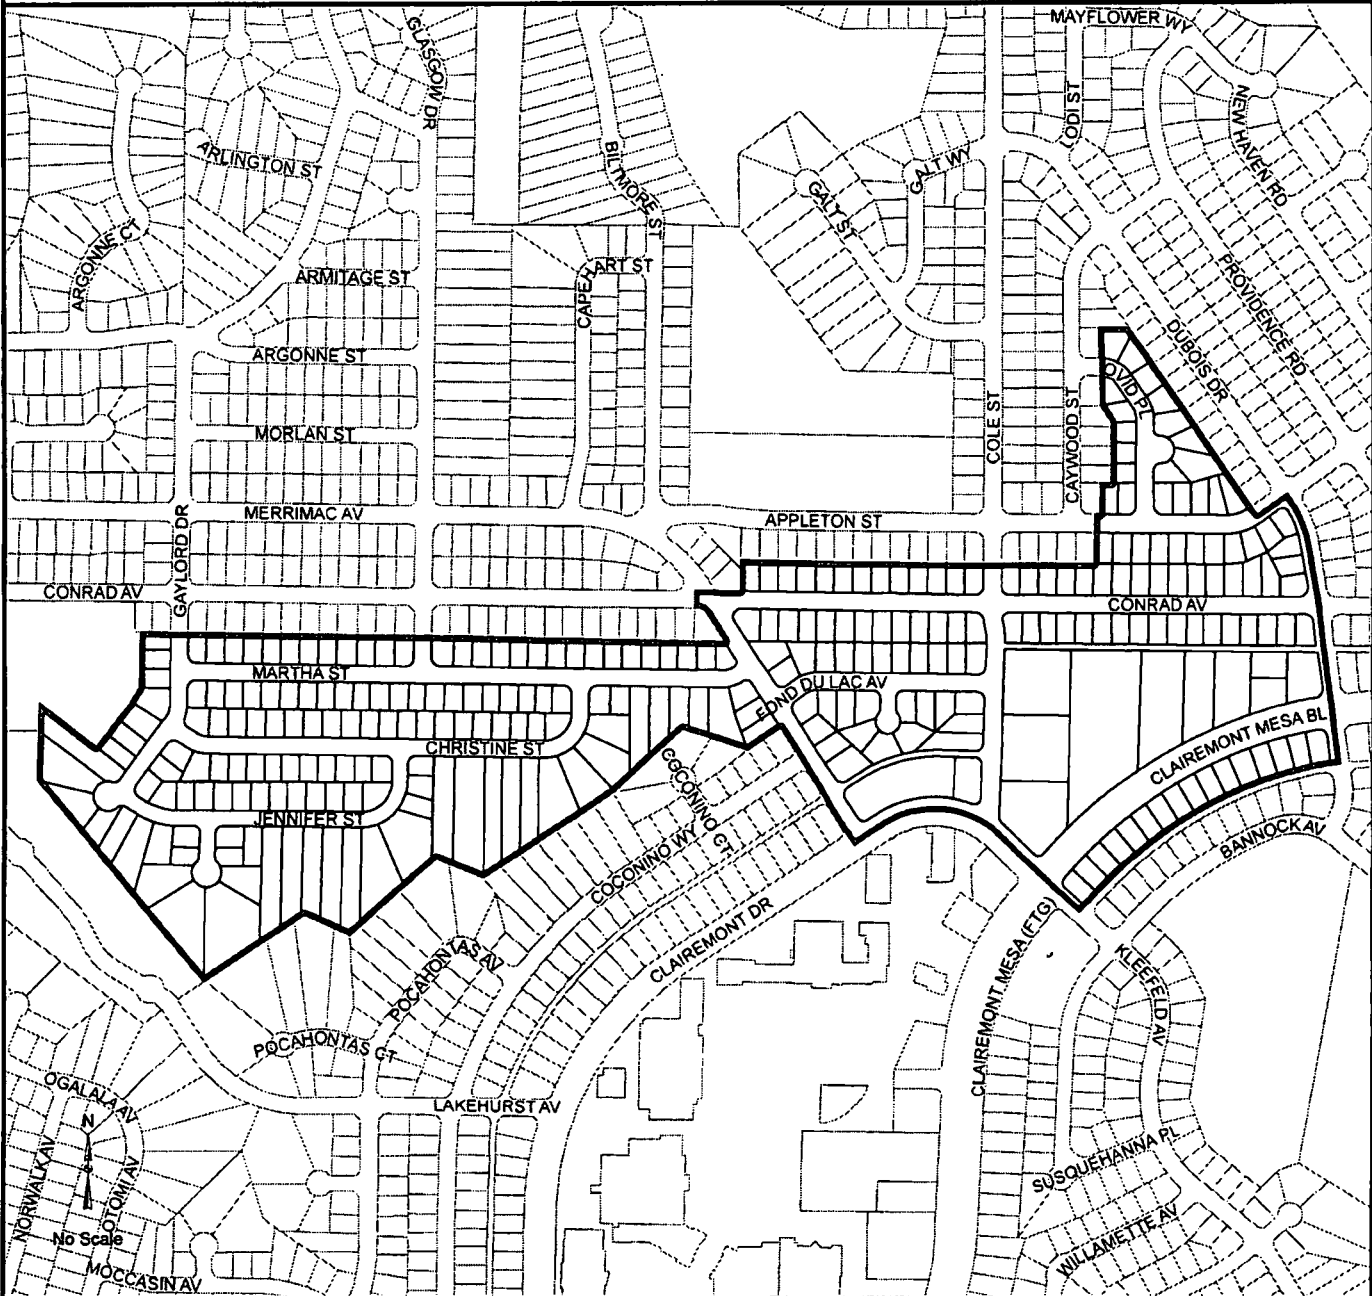 MAYFLOWER WY
GLASGOW DR
LODI ST
NEW HAVEN RD
ARLINGTON ST
BILTMORE ST
GALT WY
GALT ST
ARGONNE CT
ARMITAGE ST
CAPEHART ST
PROVIDENCE RD
DUBOIS DR
ARGONNE ST
OVID PL
MORLAN ST
COLE ST
CAYWOOD ST
MERRIMAC AV
APPLETON ST
GAYLORD DR
CONRAD AV
CONRAD AV
MARTHA ST
FOND DU LAC AV
CHRISTINE ST
CLAIREMONT MESA BL
COCONINO CT
JENNIFER ST
COCONINO WY
BANNOCK AV
CLAIREMONT DR
POCAHONTAS AV
CLAIREMONT MESA (FTG)
KLEEFELD AV
POCAHONTAS CT
OGALALA AV
LAKEHURST AV
N
NORWALK AV
OTOMI AV
SUSQUEHANNA PL
WILLAMETTE AV
No Scale
MOCCASIN AV